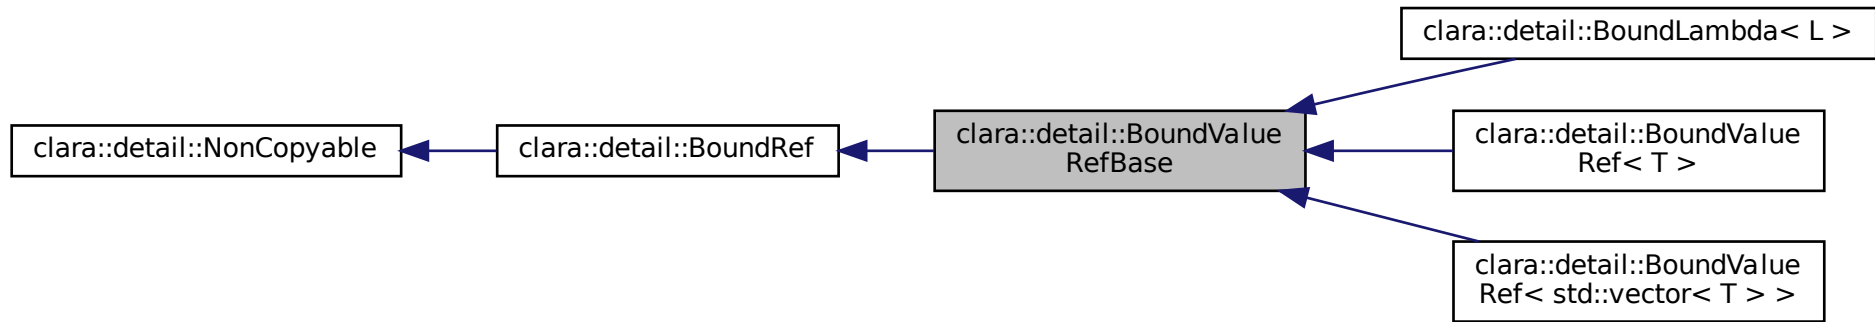 clara::detail::BoundLambda< L >
clara::detail::NonCopyable
clara::detail::BoundRef
clara::detail::BoundValue
RefBase
clara::detail::BoundValue
Ref< T >
clara::detail::BoundValue
Ref< std::vector< T > >